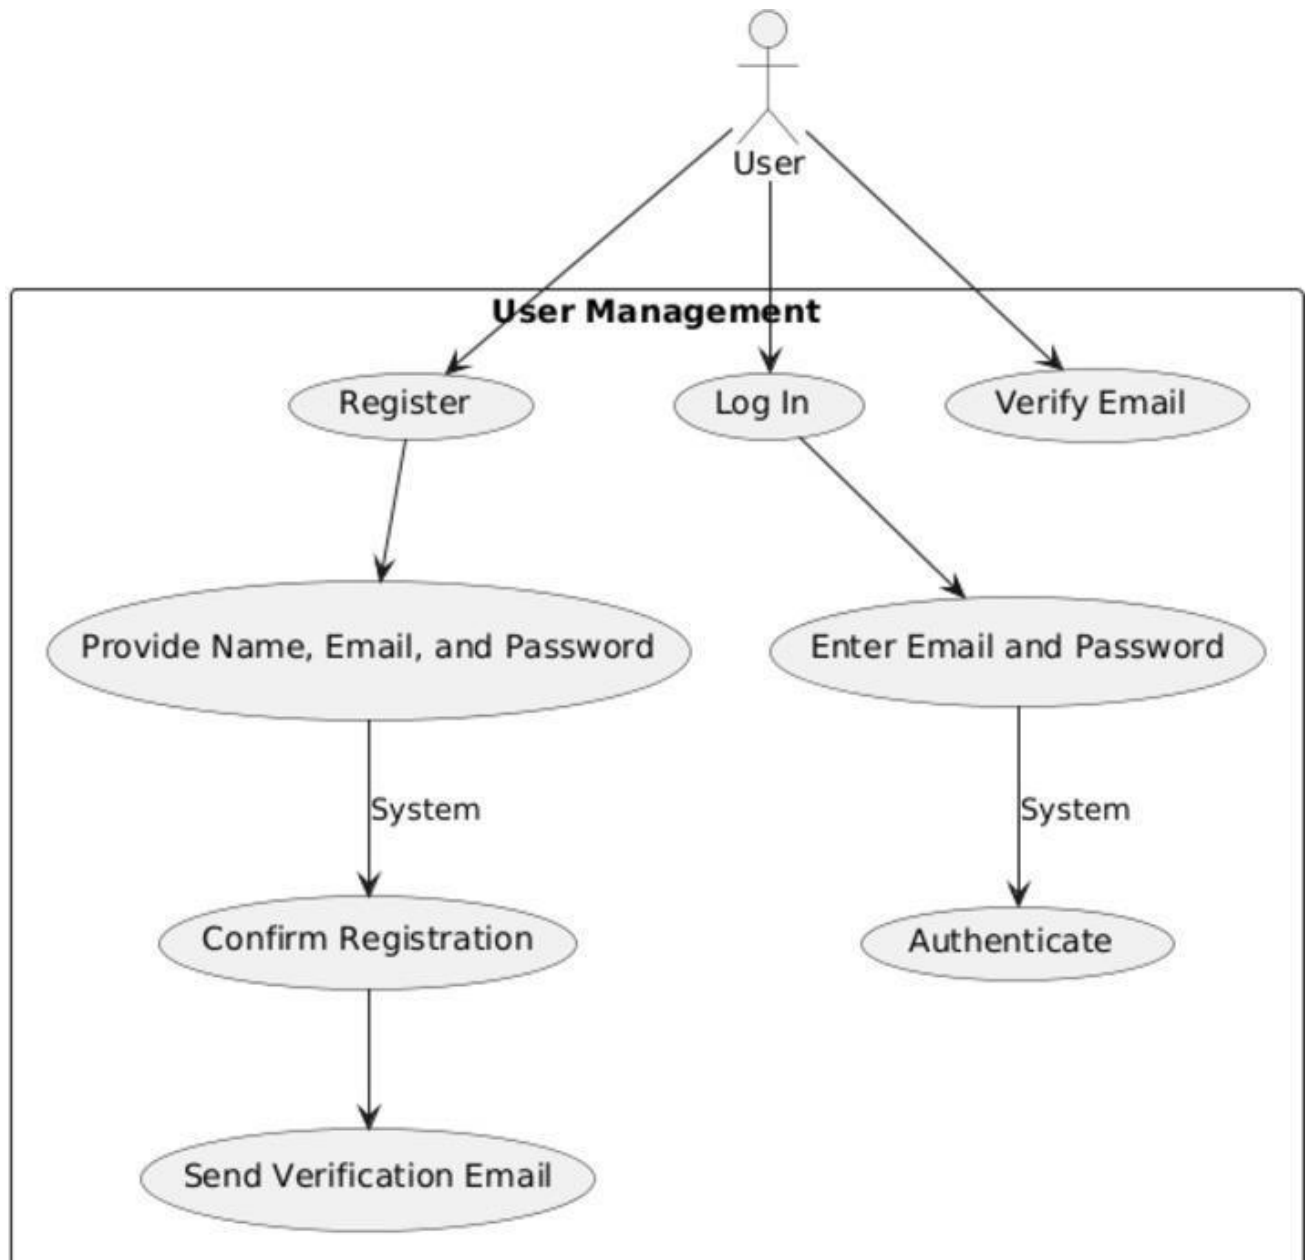 User
User Management
Register
Log In
Verify Email
Provide Name, Email, and Password
Enter Email and Password
System
System
Confirm Registration
Authenticate
Send Verification Email